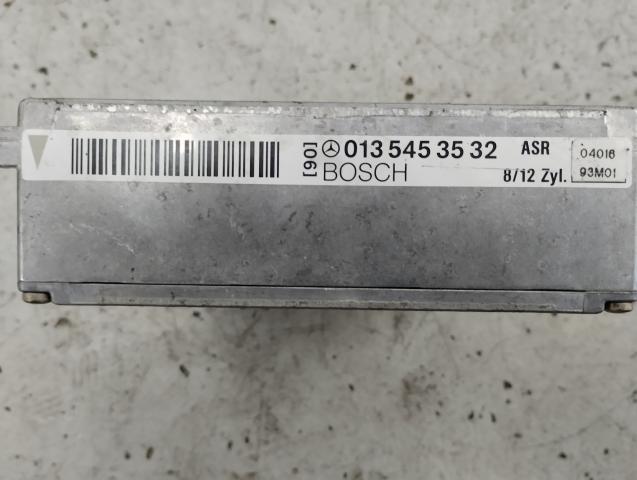 [06] 013 545 35 32 ASR 04016
BOSCH 8/12 Zyl. 93M01